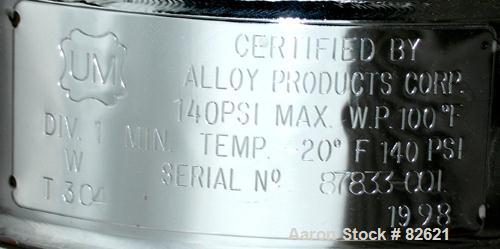 UM
CERTIFIED BY
ALLOY PRODUCTS CORP.
140PSI MAX. W.P. 100°F
DIV. 1 MIN. TEMP. -20° F 140 PSI
W
T 304
SERIAL Nº 87833-001
1998
Aaron Stock # 82621